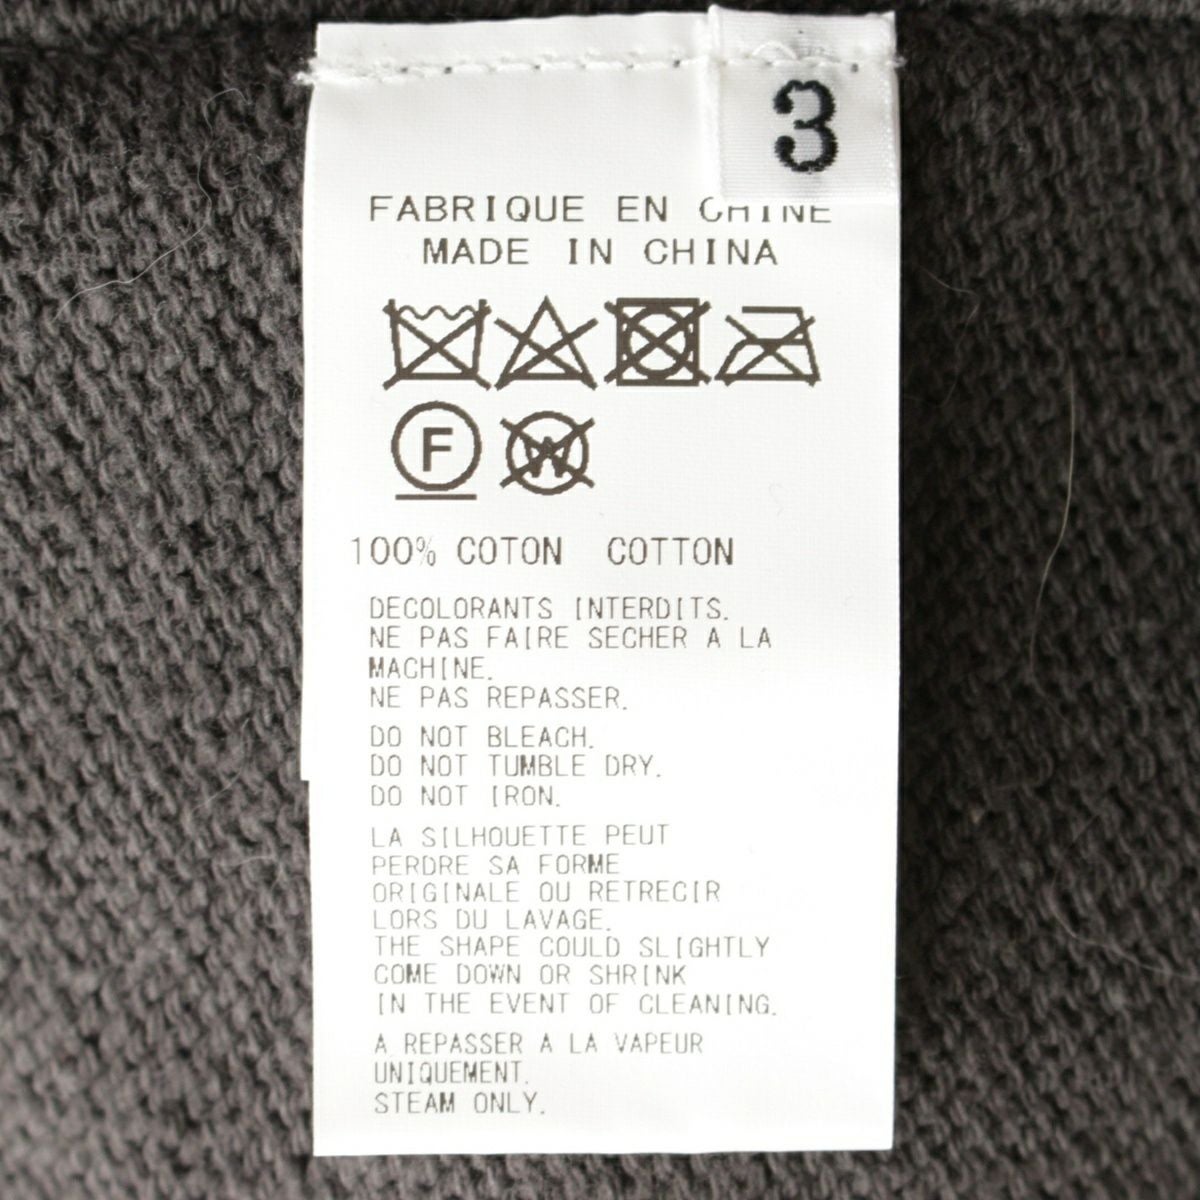 3
FABRIQUE EN CHINE
MADE IN CHINA
F W
100% COTON COTTON
DECOLORANTS INTERDITS.
NE PAS FAIRE SECHER A LA
MACHINE.
NE PAS REPASSER.
DO NOT BLEACH.
DO NOT TUMBLE DRY.
DO NOT IRON.
LA SILHOUETTE PEUT
PERDRE SA FORME
ORIGINALE OU RETRECIR
LORS DU LAVAGE.
THE SHAPE COULD SLIGHTLY
COME DOWN OR SHRINK
IN THE EVENT OF CLEANING.
A REPASSER A LA VAPEUR
UNIQUEMENT.
STEAM ONLY.